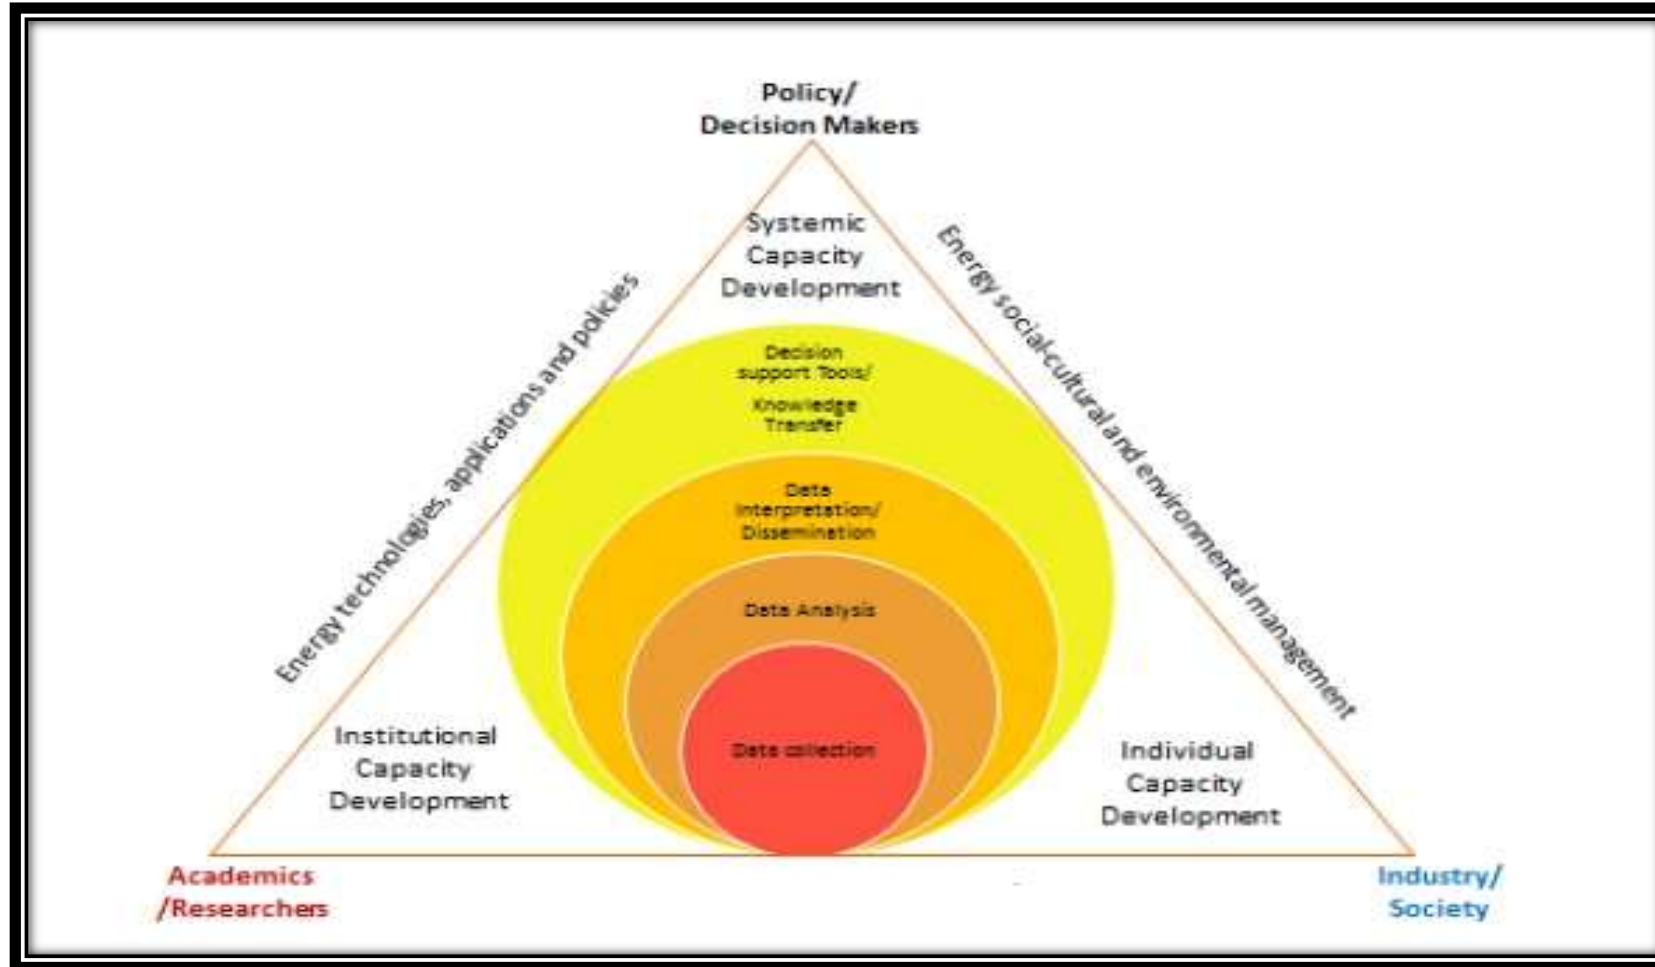 Policy/
Decision Makers
Systemic
Capacity
Development
Energy technologies, applications and policies
Energy social-cultural and environmental management
Decision
support Tools/
Knowledge
Transfer
Data
Interpretation/
Dissemination
Data Analysis
Data collection
Institutional
Capacity
Development
Individual
Capacity
Development
Academics
/Researchers
Industry/
Society